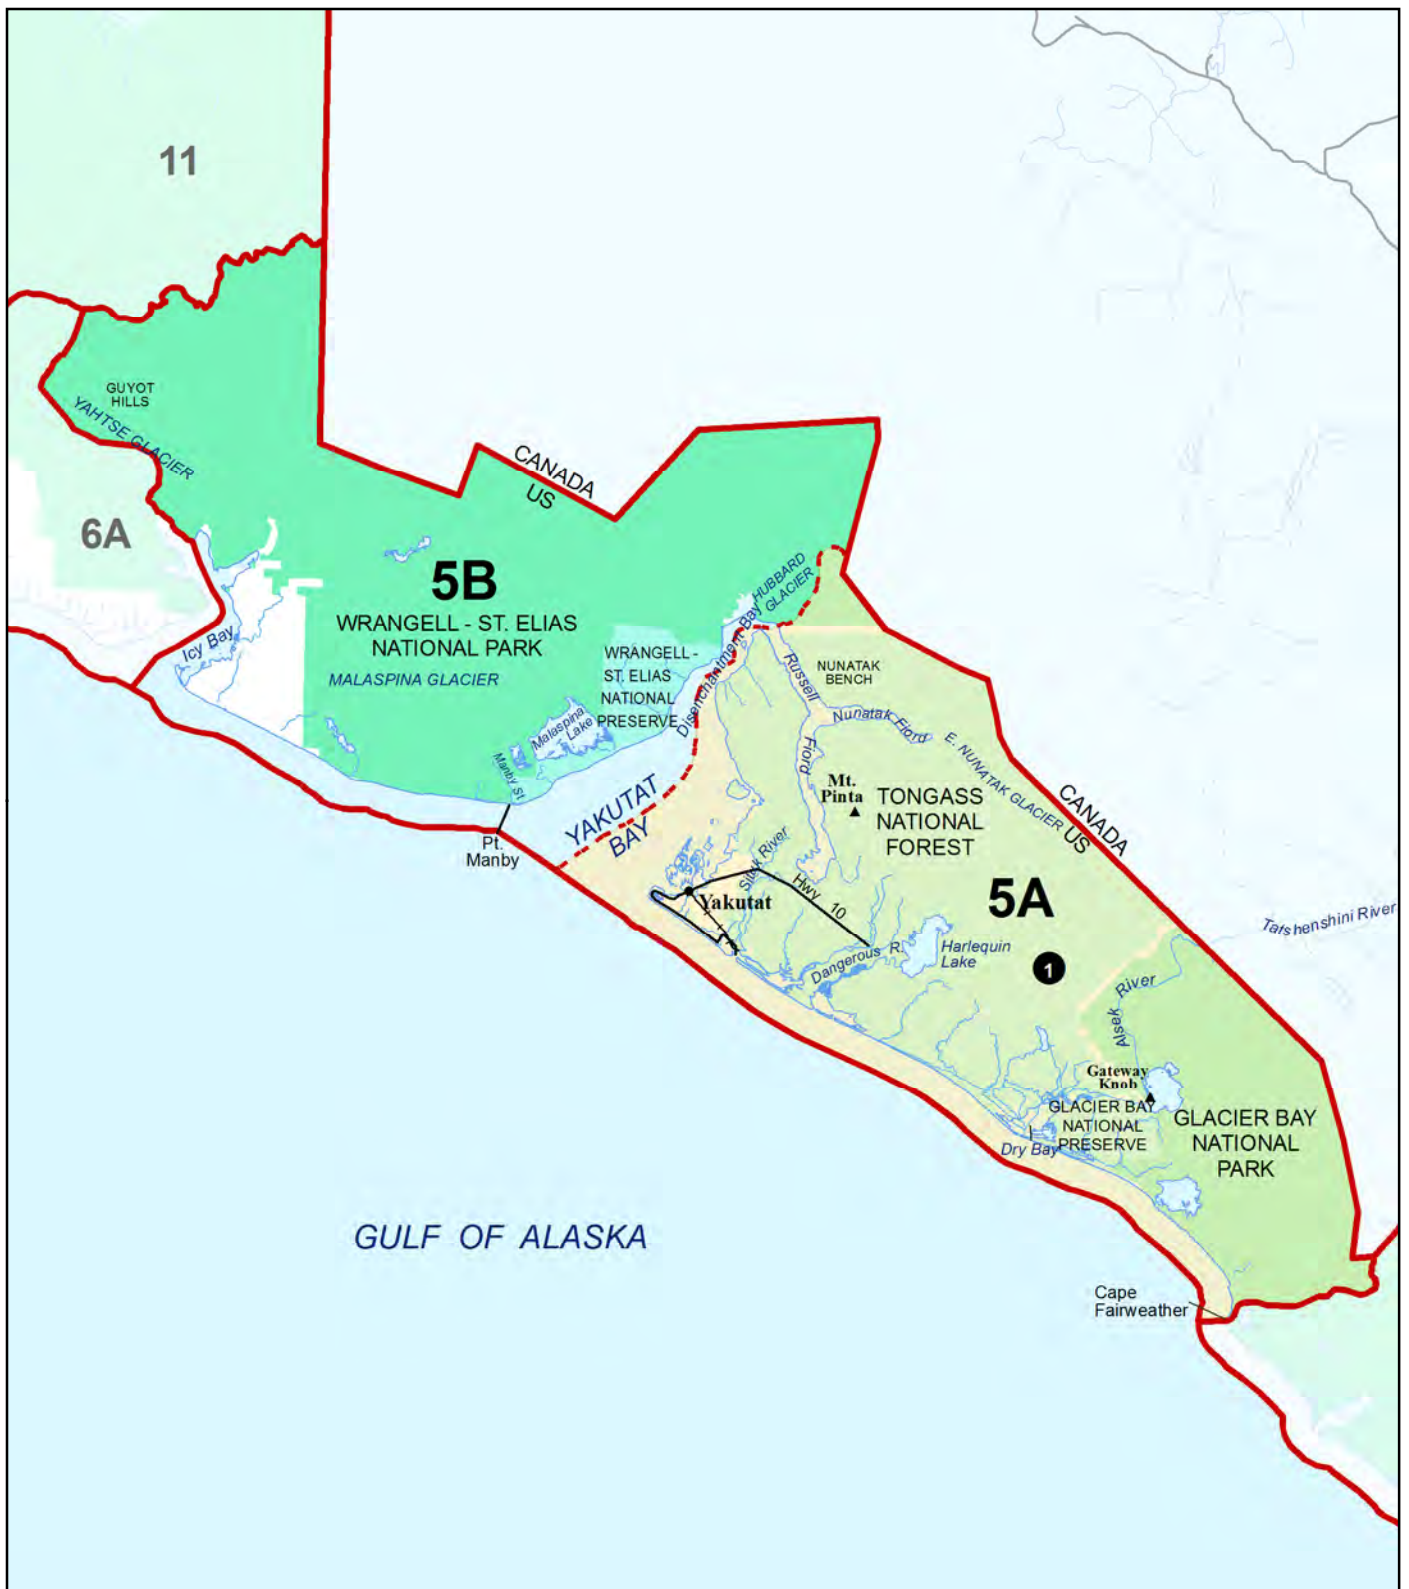 11
GUYOT
HILLS
YAHTSE GLACIER
CANADA
US
6A
5B
WRANGELL - ST. ELIAS
NATIONAL PARK
MALASPINA GLACIER
Icy Bay
HUBBARD
GLACIER
WRANGELL -
ST. ELIAS
NATIONAL
PRESERVE
Disenchantment Bay
Russell
Fiord
NUNATAK
BENCH
Nunatak Fiord
E. NUNATAK GLACIER
Malaspina
Lake
Manby St
Pt.
Manby
YAKUTAT
BAY
Mt.
Pinta
TONGASS
NATIONAL
FOREST
CANADA
US
Situk River
Hwy 10
Yakutat
5A
1
Dangerous R.
Harlequin
Lake
Tatshenshini River
Alsek River
Gateway
Knob
GLACIER BAY
NATIONAL
PRESERVE
GLACIER BAY
NATIONAL
PARK
Dry Bay
GULF OF ALASKA
Cape
Fairweather